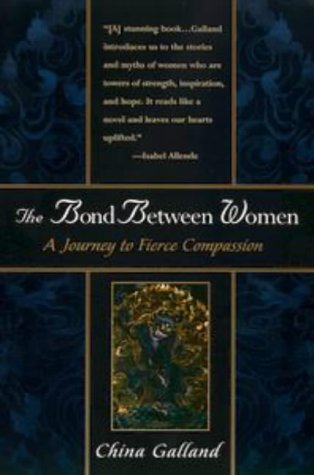 "[A] stunning book...Galland
introduces us to the stories
and myths of women who are
towers of strength, inspiration,
and hope. It reads like a
novel and leaves our hearts
uplifted."
—Isabel Allende
The Bond Between Women
A Journey to Fierce Compassion
China Galland